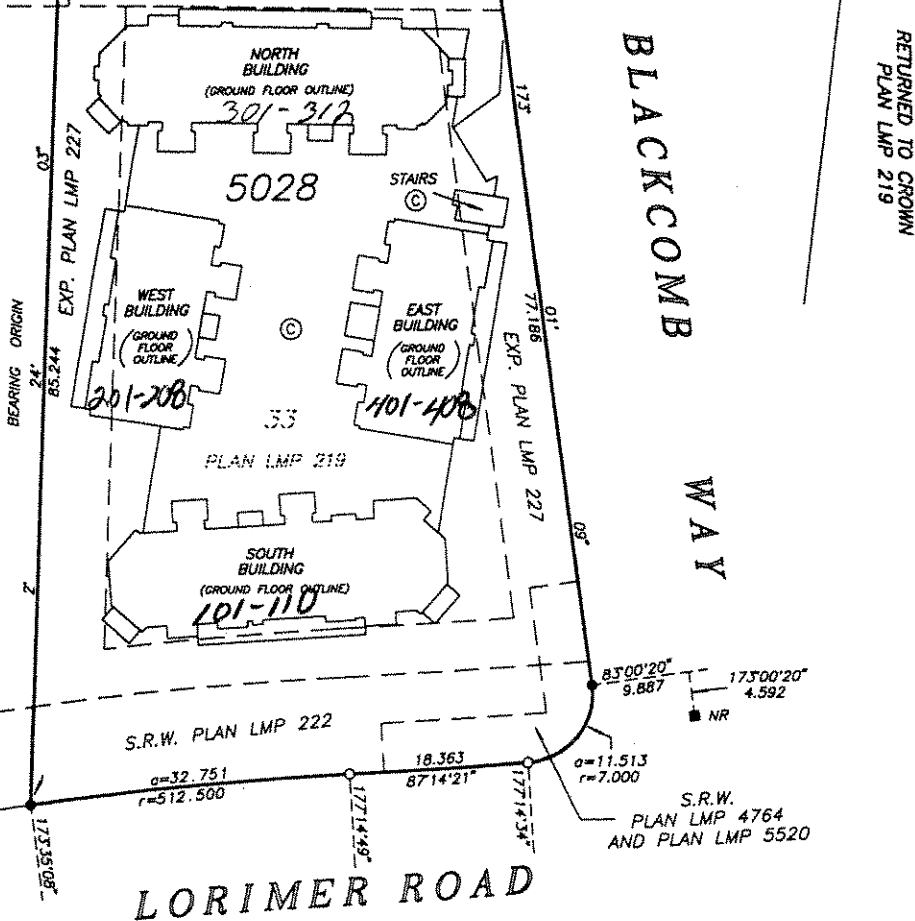 NORTH
BUILDING
(GROUND FLOOR OUTLINE)
301-312
5028
STAIRS
C
173°
BLACKCOMB
WAY
RETURNED TO CROWN
PLAN LMP 219
03"
EXP. PLAN LMP 227
BEARING ORIGIN
24'
85.244
2°
WEST
BUILDING
(GROUND
FLOOR
OUTLINE)
201-208
C
EAST
BUILDING
(GROUND
FLOOR
OUTLINE)
401-408
01'
77.186
EXP. PLAN LMP 227
09"
33
PLAN LMP 219
SOUTH
BUILDING
(GROUND FLOOR OUTLINE)
101-110
83°00'20"
9.887
173°00'20"
4.592
NR
S.R.W. PLAN LMP 222
a=32.751
r=512.500
18.363
87°14'21"
a=11.513
r=7.000
173°35'08"
177°14'49"
177°14'34"
S.R.W.
PLAN LMP 4764
AND PLAN LMP 5520
LORIMER ROAD